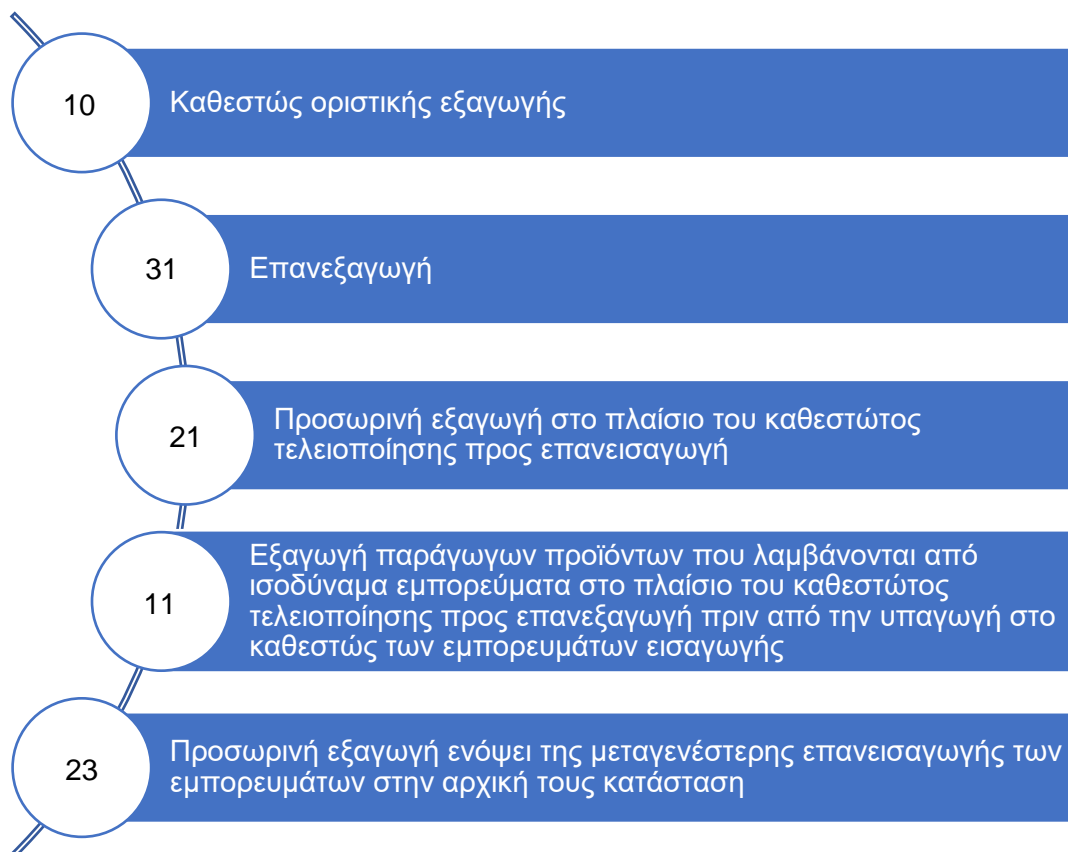 10
Καθεστώς οριστικής εξαγωγής
31
Επανεξαγωγή
21
Προσωρινή εξαγωγή στο πλαίσιο του καθεστώτος
τελειοποίησης προς επανεισαγωγή
11
Εξαγωγή παράγωγων προϊόντων που λαμβάνονται από
ισοδύναμα εμπορεύματα στο πλαίσιο του καθεστώτος
τελειοποίησης προς επανεξαγωγή πριν από την υπαγωγή στο
καθεστώς των εμπορευμάτων εισαγωγής
23
Προσωρινή εξαγωγή ενόψει της μεταγενέστερης επανεισαγωγής των
εμπορευμάτων στην αρχική τους κατάσταση